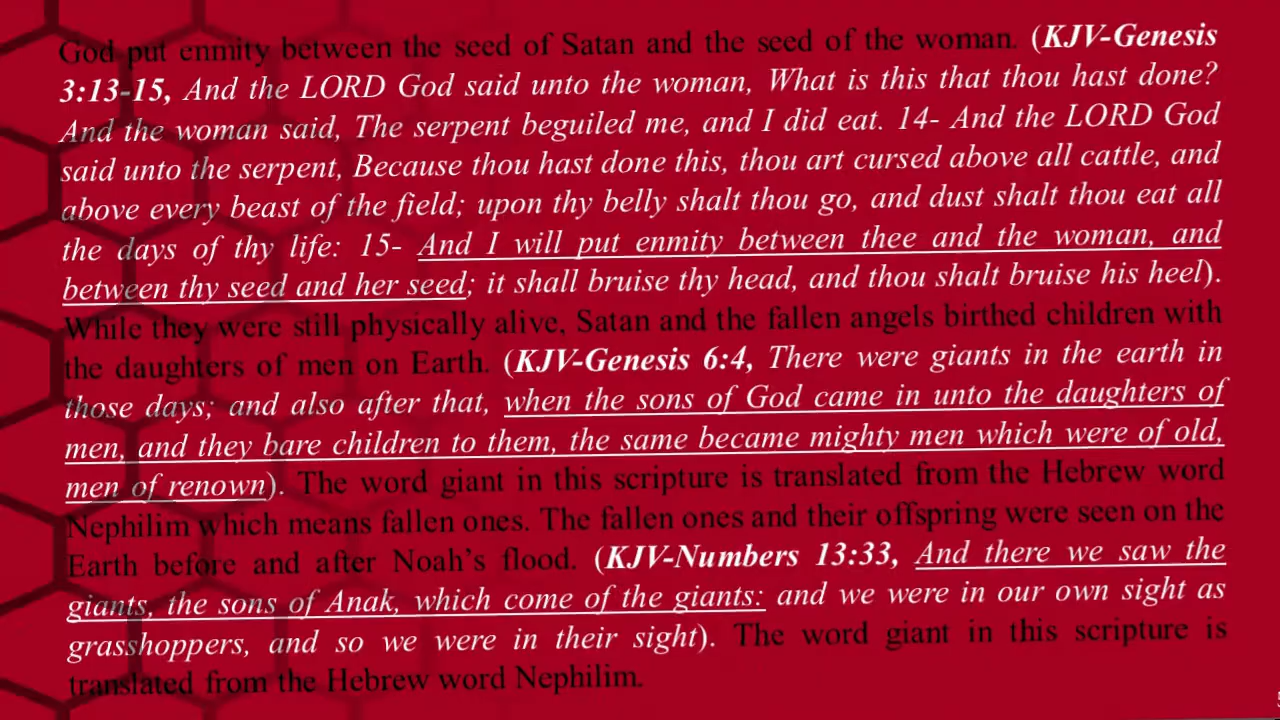 God put enmity between the seed of Satan and the seed of the woman. (KJV-Genesis
3:13-15, And the LORD God said unto the woman, What is this that thou hast done?
And the woman said, The serpent beguiled me, and I did eat. 14- And the LORD God
said unto the serpent, Because thou hast done this, thou art cursed above all cattle, and
above every beast of the field; upon thy belly shalt thou go, and dust shalt thou eat all
the days of thy life: 15- And I will put enmity between thee and the woman, and
between thy seed and her seed; it shall bruise thy head, and thou shalt bruise his heel).
While they were still physically alive, Satan and the fallen angels birthed children with
the daughters of men on Earth. (KJV-Genesis 6:4, There were giants in the earth in
those days; and also after that, when the sons of God came in unto the daughters of
men, and they bare children to them, the same became mighty men which were of old,
men of renown). The word giant in this scripture is translated from the Hebrew word
Nephilim which means fallen ones. The fallen ones and their offspring were seen on the
Earth before and after Noah's flood. (KJV-Numbers 13:33, And there we saw the
giants, the sons of Anak, which come of the giants: and we were in our own sight as
grasshoppers, and so we were in their sight). The word giant in this scripture is
translated from the Hebrew word Nephilim.